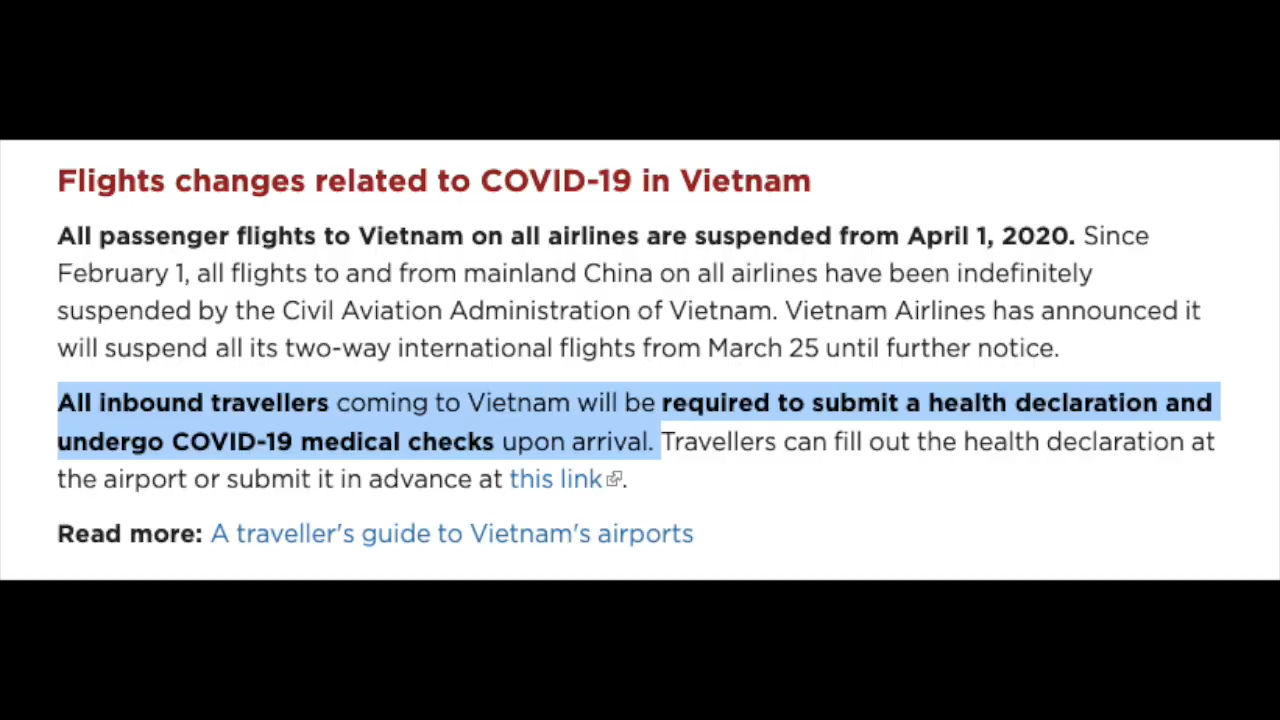 Flights changes related to COVID-19 in Vietnam
All passenger flights to Vietnam on all airlines are suspended from April 1, 2020. Since
February 1, all flights to and from mainland China on all airlines have been indefinitely
suspended by the Civil Aviation Administration of Vietnam. Vietnam Airlines has announced it
will suspend all its two-way international flights from March 25 until further notice.
All inbound travellers coming to Vietnam will be required to submit a health declaration and
undergo COVID-19 medical checks upon arrival. Travellers can fill out the health declaration at
the airport or submit it in advance at this link.
Read more: A traveller's guide to Vietnam's airports